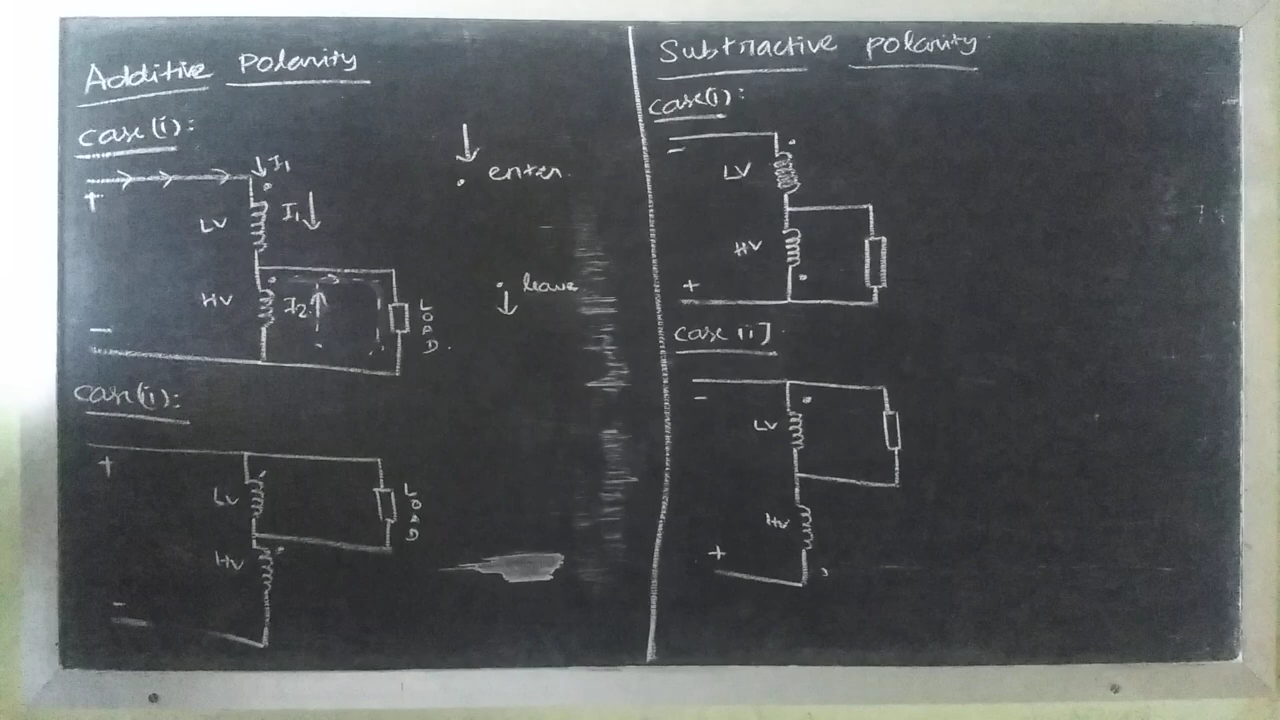 Additive Polarity
case(i):
I1
+
LV
I1
HV
I2
LOAD.
-
enter
leave
case(i):
+
LV
LOAD
HV
-
Subtractive polarity
case(i):
-
LV
HV
+
case ii]
-
LV
HV
+